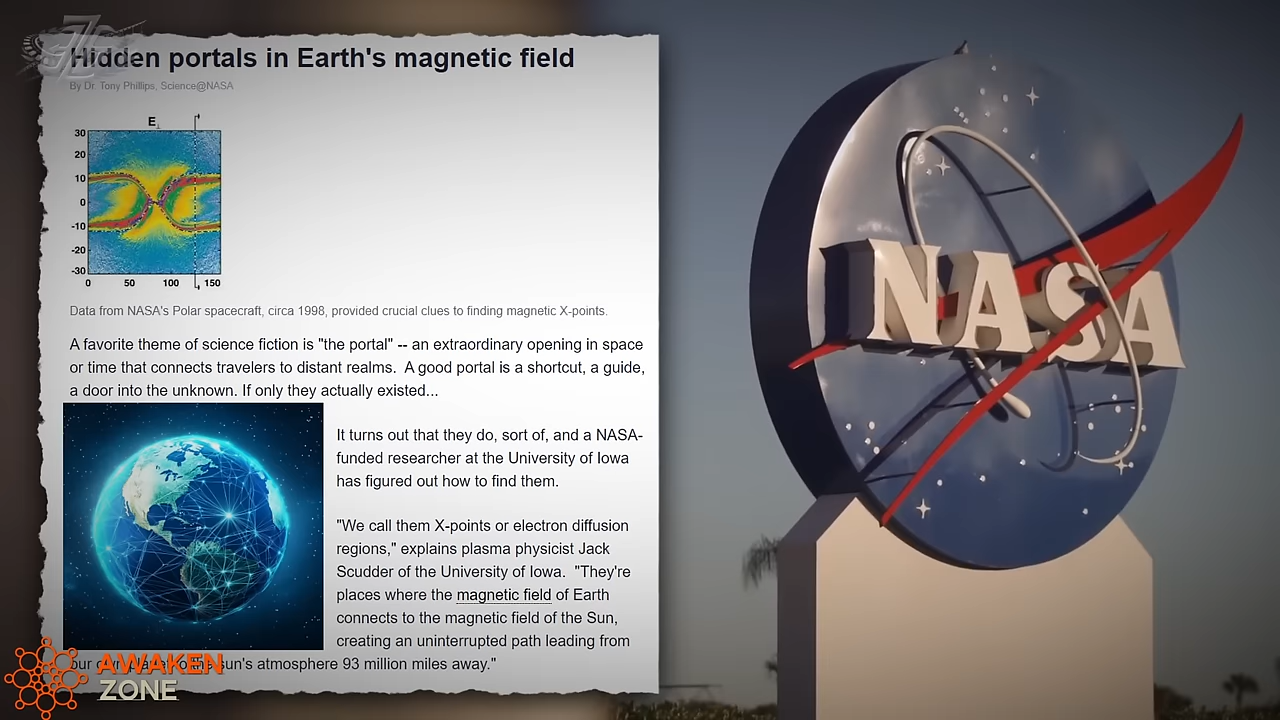 Hidden portals in Earth's magnetic field
By Dr. Tony Phillips, Science@NASA
E⊥
30
20
10
0
-10
-20
-30
0 50 100 150
Data from NASA's Polar spacecraft, circa 1998, provided crucial clues to finding magnetic X-points.
A favorite theme of science fiction is "the portal" -- an extraordinary opening in space
or time that connects travelers to distant realms. A good portal is a shortcut, a guide,
a door into the unknown. If only they actually existed...
It turns out that they do, sort of, and a NASA-
funded researcher at the University of Iowa
has figured out how to find them.
"We call them X-points or electron diffusion
regions," explains plasma physicist Jack
Scudder of the University of Iowa. "They're
places where the magnetic field of Earth
connects to the magnetic field of the Sun,
creating an uninterrupted path leading from
our own planet to the sun's atmosphere 93 million miles away."
AWAKEN
ZONE
NASA